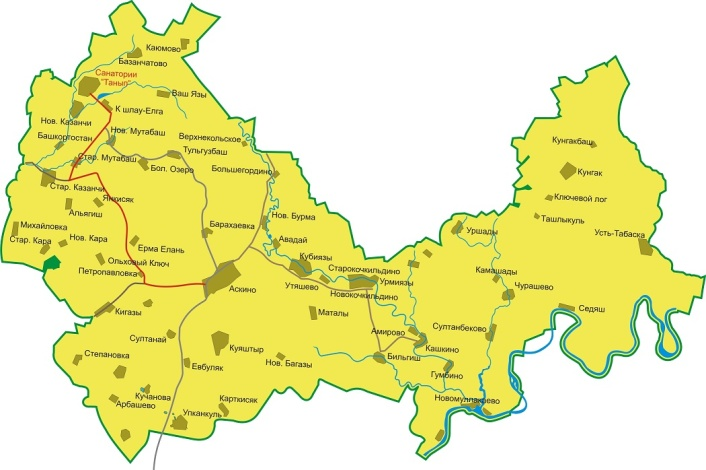 Каюмово
Базанчатово
Санатории
"Танып"
Ваш Язы
К шлау-Елга
Нов. Казанчи
Нов. Мутабаш
Башкортостан
Верхнекольское
Тульгузбаш
Стар. Мутабаш
Бол. Озеро
Большегордино
Кунгакбаш
Кунгак
Стар. Казанчи
Янкисяк
Альягиш
Ключевой лог
Ташлыкуль
Нов. Бурма
Михайловка
Барахаевка
Уршады
Усть-Табаска
Стар. Кара
Нов. Кара
Ерма Елань
Авадай
Кубиязы
Ольховый Ключ
Петропавловка
Старокочкильдино
Камашады
Урмиязы
Аскино
Утяшево
Новокочкильдино
Чурашево
Кигазы
Маталы
Седяш
Амирово
Султанбеково
Султанай
Кашкино
Куяштыр
Степановка
Нов. Багазы
Бильгиш
Евбуляк
Гумбино
Кучанова
Арбашево
Карткисяк
Новомуллакаево
Упканкуль